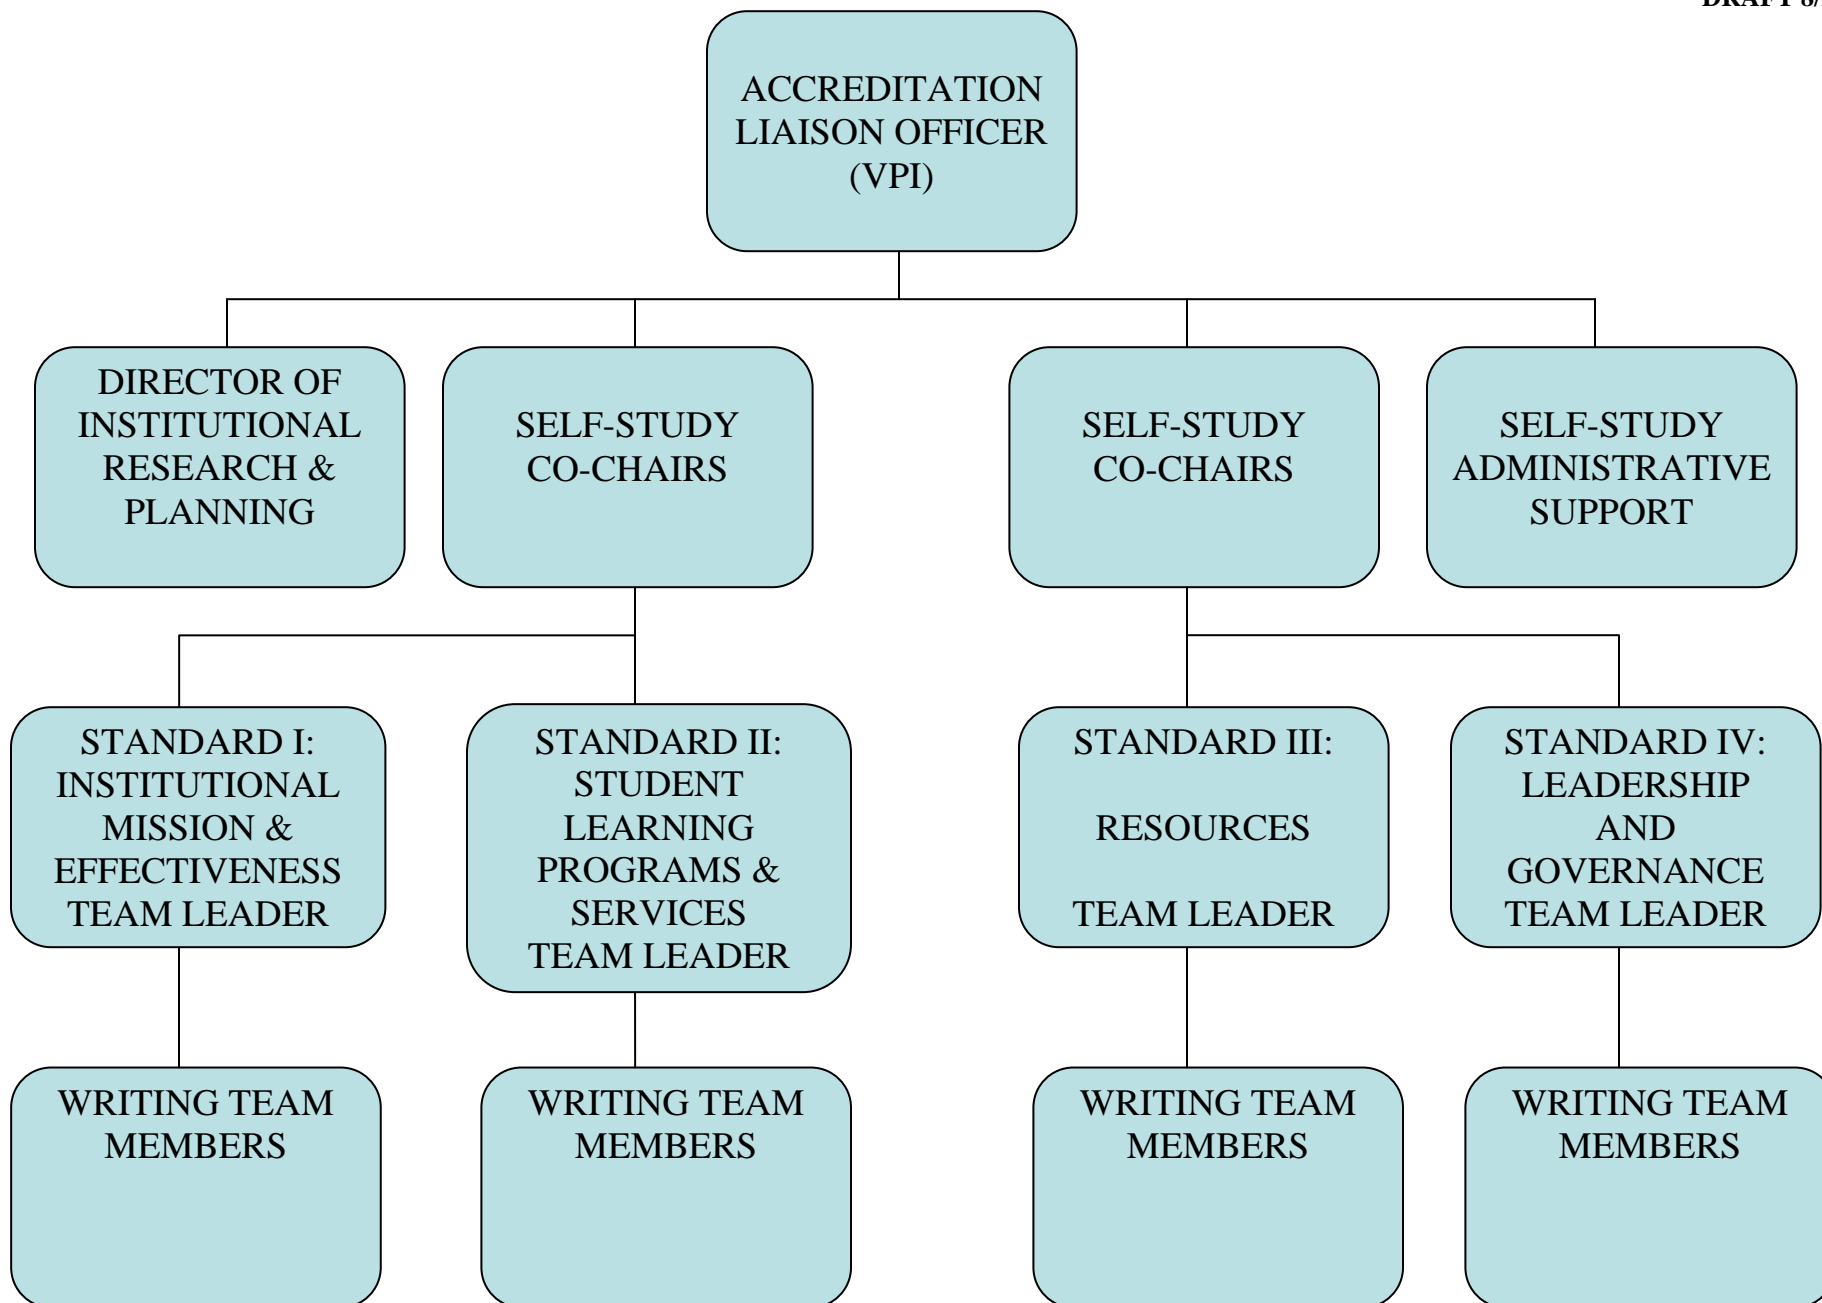 DRAFT 8/
ACCREDITATION
LIAISON OFFICER
(VPI)
DIRECTOR OF
INSTITUTIONAL
RESEARCH &
PLANNING
SELF-STUDY
CO-CHAIRS
SELF-STUDY
CO-CHAIRS
SELF-STUDY
ADMINISTRATIVE
SUPPORT
STANDARD I:
INSTITUTIONAL
MISSION &
EFFECTIVENESS
TEAM LEADER
STANDARD II:
STUDENT
LEARNING
PROGRAMS &
SERVICES
TEAM LEADER
STANDARD III:
RESOURCES
TEAM LEADER
STANDARD IV:
LEADERSHIP
AND
GOVERNANCE
TEAM LEADER
WRITING TEAM
MEMBERS
WRITING TEAM
MEMBERS
WRITING TEAM
MEMBERS
WRITING TEAM
MEMBERS